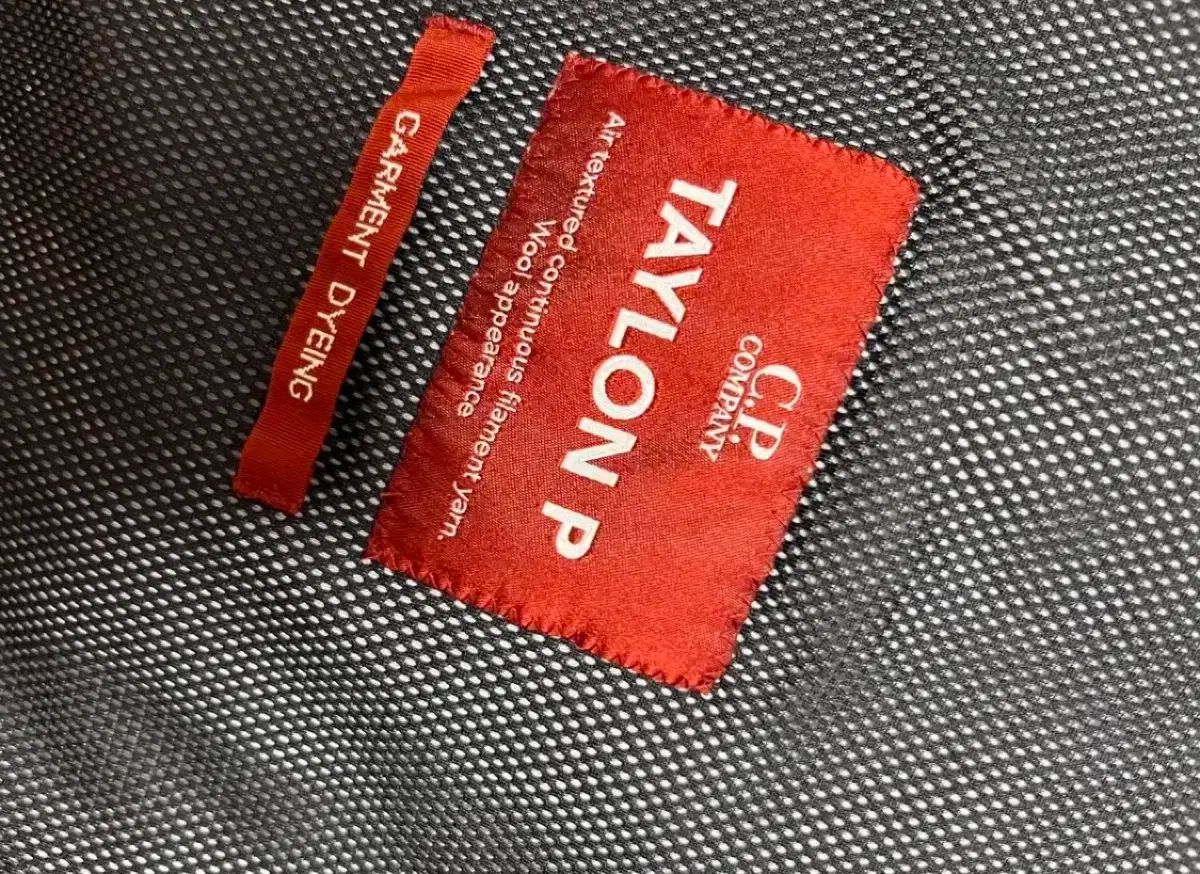 C.P.
COMPANY
TAYLON P
Air textured continuous filament yarn.
Wool appearance
GARMENT DYEING